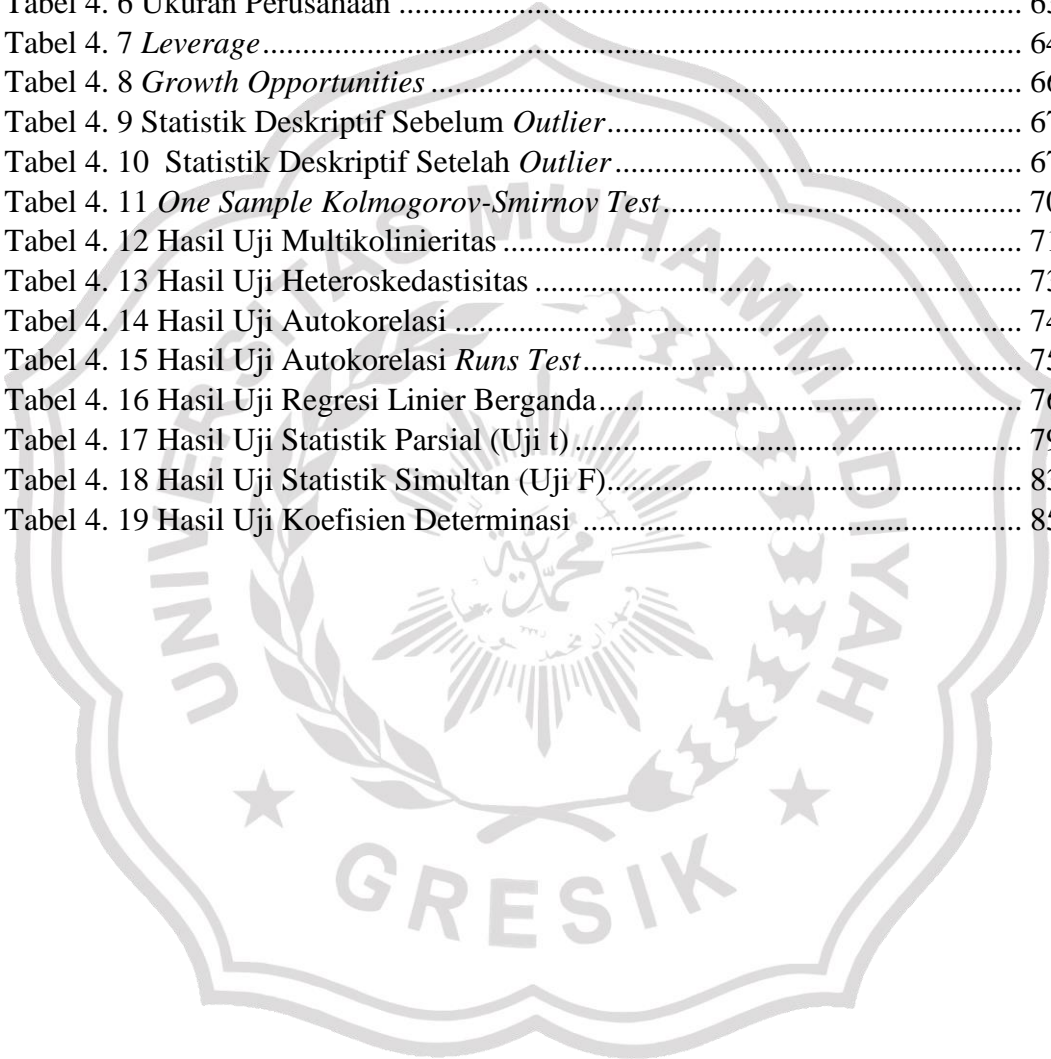 Tabel 4. 6 Ukuran Perusahaan ............................................................................. 63
Tabel 4. 7 Leverage .............................................................................................. 64
Tabel 4. 8 Growth Opportunities ......................................................................... 66
Tabel 4. 9 Statistik Deskriptif Sebelum Outlier ................................................... 67
Tabel 4. 10  Statistik Deskriptif Setelah Outlier .................................................. 67
Tabel 4. 11 One Sample Kolmogorov-Smirnov Test ............................................ 70
Tabel 4. 12 Hasil Uji Multikolinieritas ................................................................ 71
Tabel 4. 13 Hasil Uji Heteroskedastisitas ............................................................ 73
Tabel 4. 14 Hasil Uji Autokorelasi ...................................................................... 74
Tabel 4. 15 Hasil Uji Autokorelasi Runs Test ...................................................... 75
Tabel 4. 16 Hasil Uji Regresi Linier Berganda .................................................... 76
Tabel 4. 17 Hasil Uji Statistik Parsial (Uji t) ....................................................... 79
Tabel 4. 18 Hasil Uji Statistik Simultan (Uji F) ................................................... 83
Tabel 4. 19 Hasil Uji Koefisien Determinasi ....................................................... 85
UNIVERSITAS MUHAMMADIYAH
GRESIK